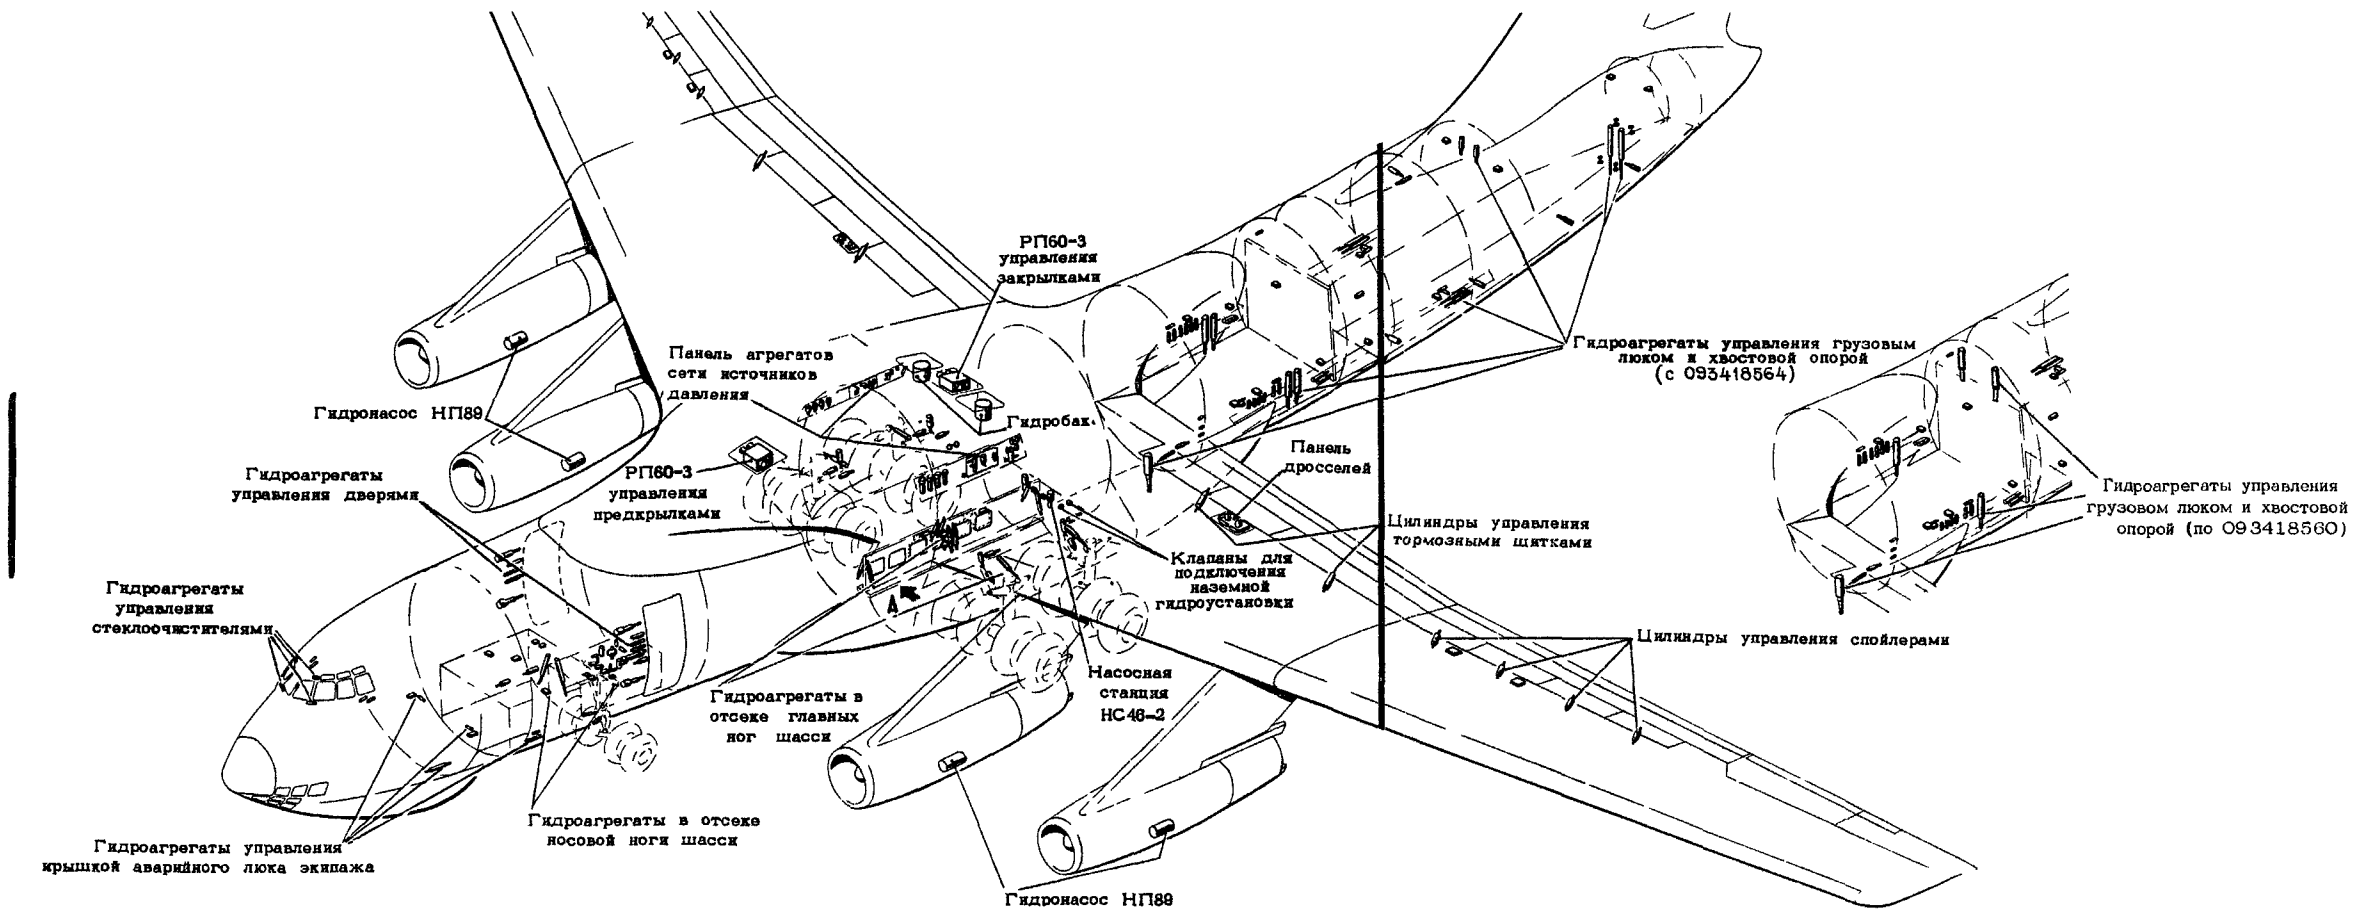 РП60-3
управления
закрылками
Панель агрегатов
сети источников
давления
Гидронасос НП89
Гидробак
Гидроагрегаты управления грузовым
люком и хвостовой опорой
(с 093418564)
Панель
дросселей
РП60-3
управления
предкрылками
Гидроагрегаты
управления дверями
Гидроагрегаты управления
грузовым люком и хвостовой
опорой (по 093418560)
Цилиндры управления
тормозными щитками
Клапаны для
подключения
наземной
гидроустановки
Гидроагрегаты
управления
стеклоочистителями
А
Цилиндры управления спойлерами
Насосная
станция
НС46-2
Гидроагрегаты в
отсеке главных
ног шасси
Гидроагрегаты в отсеке
носовой ноги шасси
Гидроагрегаты управления
крышкой аварийного люка экипажа
Гидронасос НП89